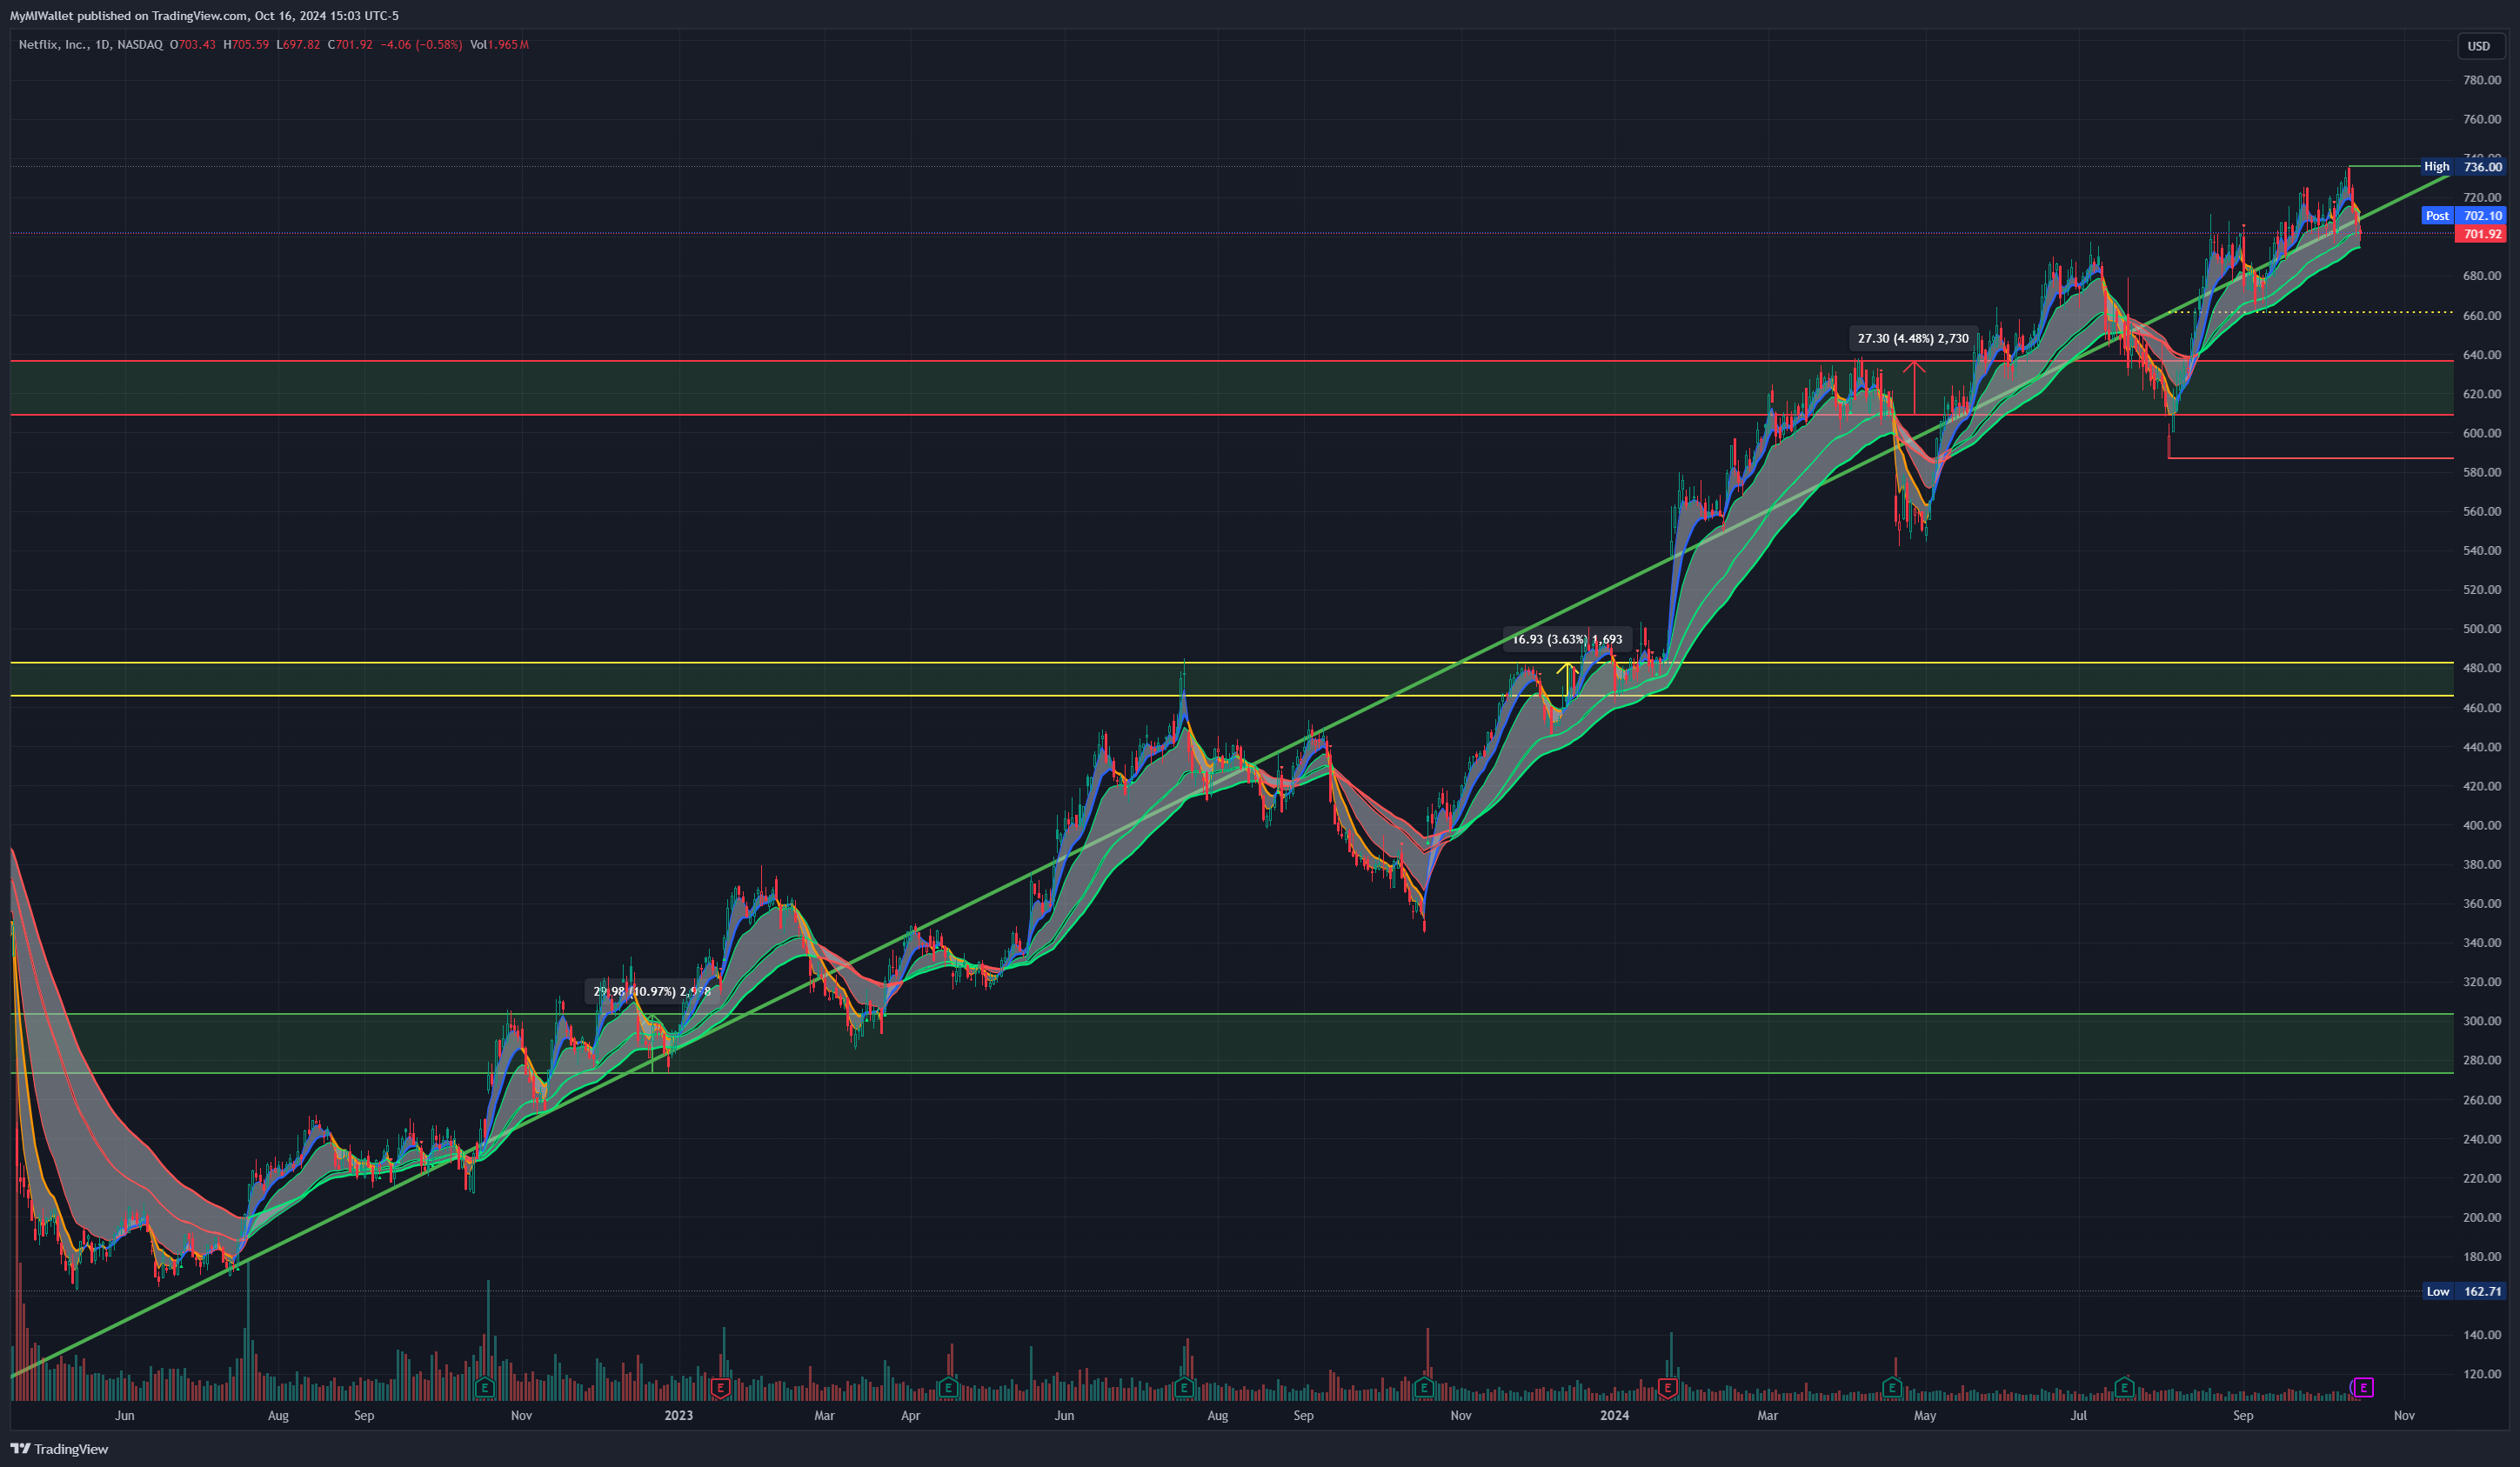 MyMIWallet published on TradingView.com, Oct 16, 2024 15:03 UTC-5
Netflix, Inc., 1D, NASDAQ O703.43 H705.59 L697.82 C701.92 −4.06 (−0.58%) Vol1.965 M
USD
780.00
760.00
740.00
High 736.00
720.00
Post 702.10
701.92
680.00
660.00
27.30 (4.48%) 2,730
640.00
620.00
600.00
580.00
560.00
540.00
520.00
500.00
16.93 (3.63%) 1,693
480.00
460.00
440.00
420.00
400.00
380.00
360.00
340.00
320.00
29.98 (10.97%) 2,998
300.00
280.00
260.00
240.00
220.00
200.00
180.00
Low 162.71
140.00
120.00
E E E E E E E E E
Jun Aug Sep Nov 2023 Mar Apr Jun Aug Sep Nov 2024 Mar May Jul Sep Nov
TradingView